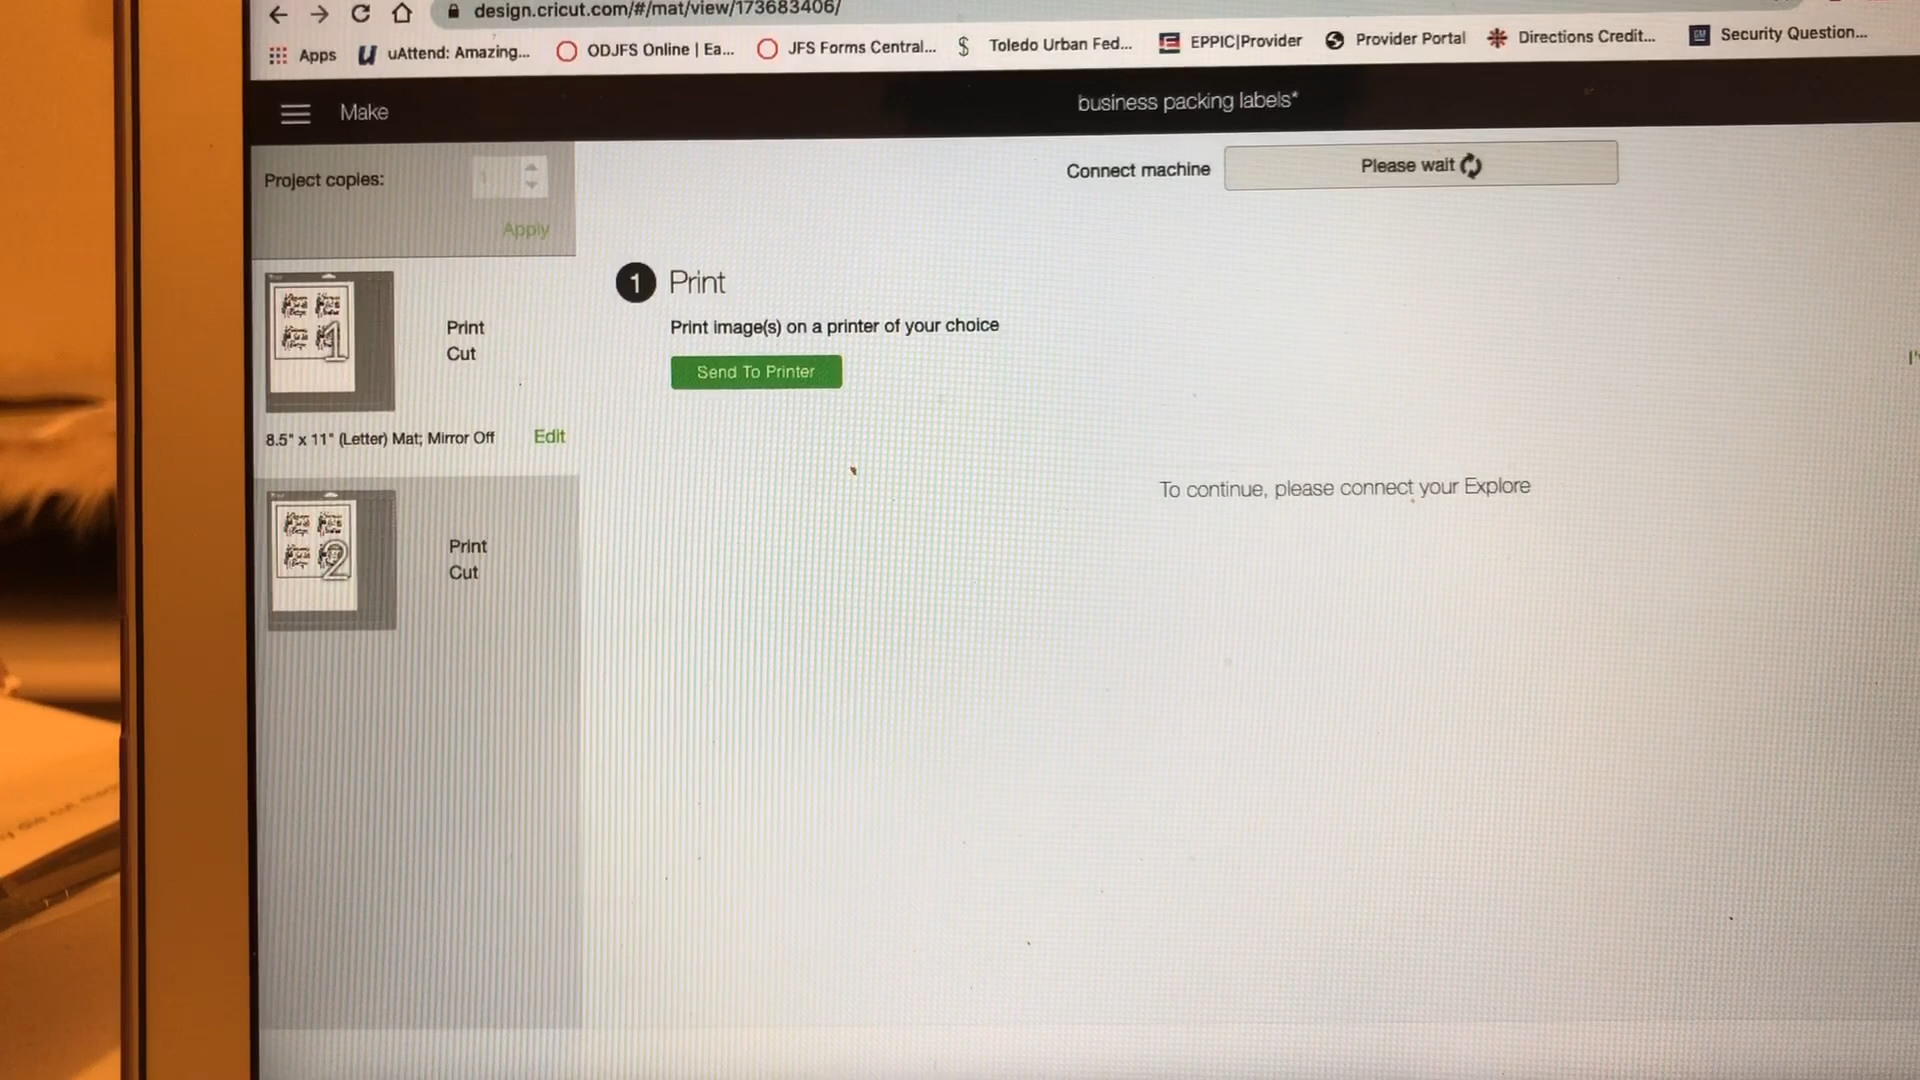 design.cricut.com/#/mat/view/173683406/
Apps uAttend: Amazing... ODJFS Online | Ea... JFS Forms Central... Toledo Urban Fed... EPPIC|Provider Provider Portal Directions Credit... Security Question...
Make
business packing labels*
Project copies: 1
Apply
Connect machine
Please wait
1 Print
Print image(s) on a printer of your choice
Send To Printer
1
Print
Cut
8.5" x 11" (Letter) Mat; Mirror Off Edit
To continue, please connect your Explore
2
Print
Cut